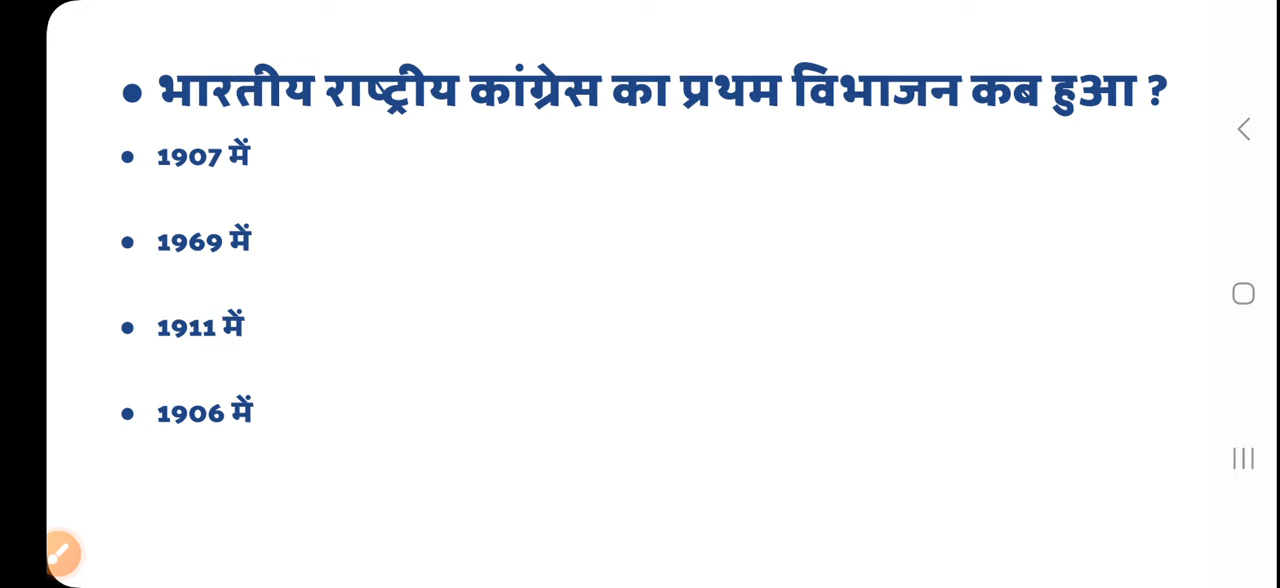 • भारतीय राष्ट्रीय कांग्रेस का प्रथम विभाजन कब हुआ ?
• 1907 में
• 1969 में
• 1911 में
• 1906 में